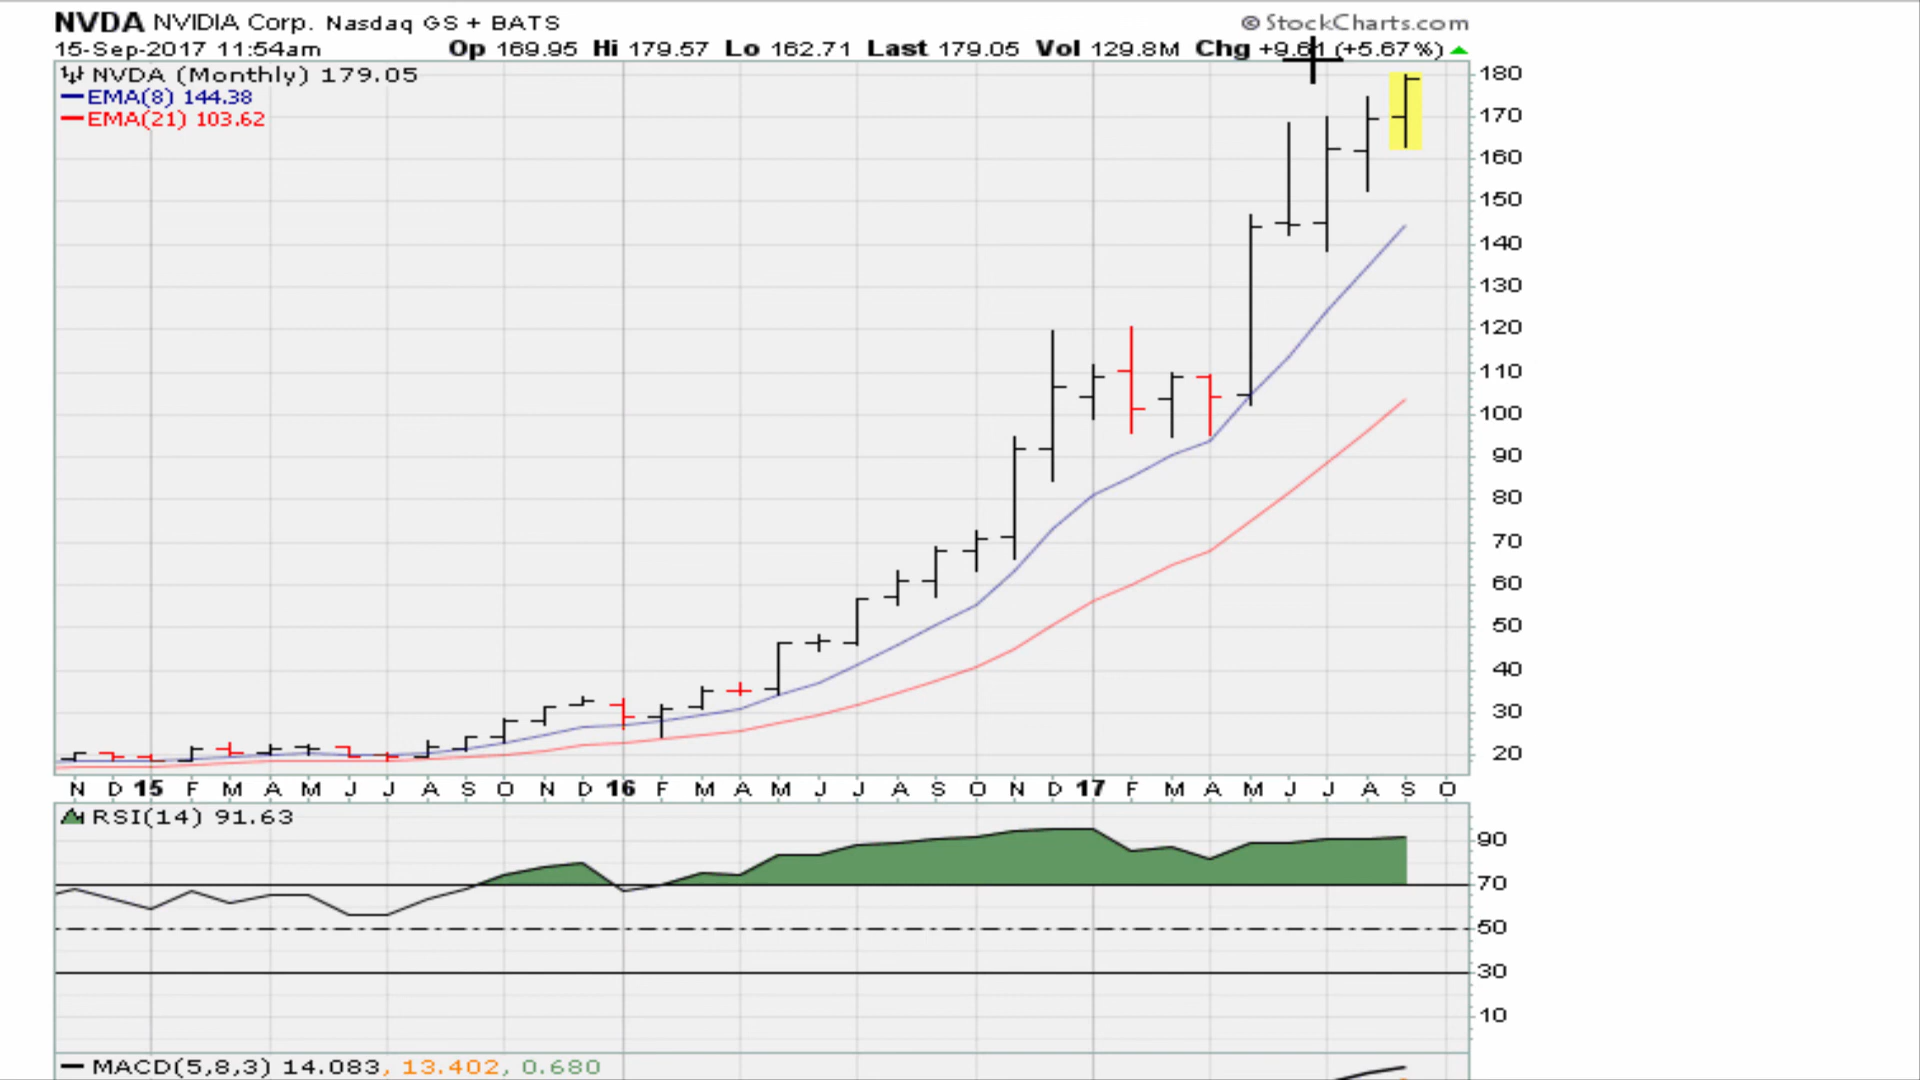 NVDA NVIDIA Corp. Nasdaq GS + BATS © StockCharts.com
15-Sep-2017 11:54am Op 169.95 Hi 179.57 Lo 162.71 Last 179.05 Vol 129.8M Chg +9.61 (+5.67%)
NVDA (Monthly) 179.05
EMA(8) 144.38
EMA(21) 103.62
180
170
160
150
140
130
120
110
100
90
80
70
60
50
40
30
20
N D 15 F M A M J J A S O N D 16 F M A M J J A S O N D 17 F M A M J J A S O
RSI(14) 91.63
90
70
50
30
10
MACD(5,8,3) 14.083, 13.402, 0.680